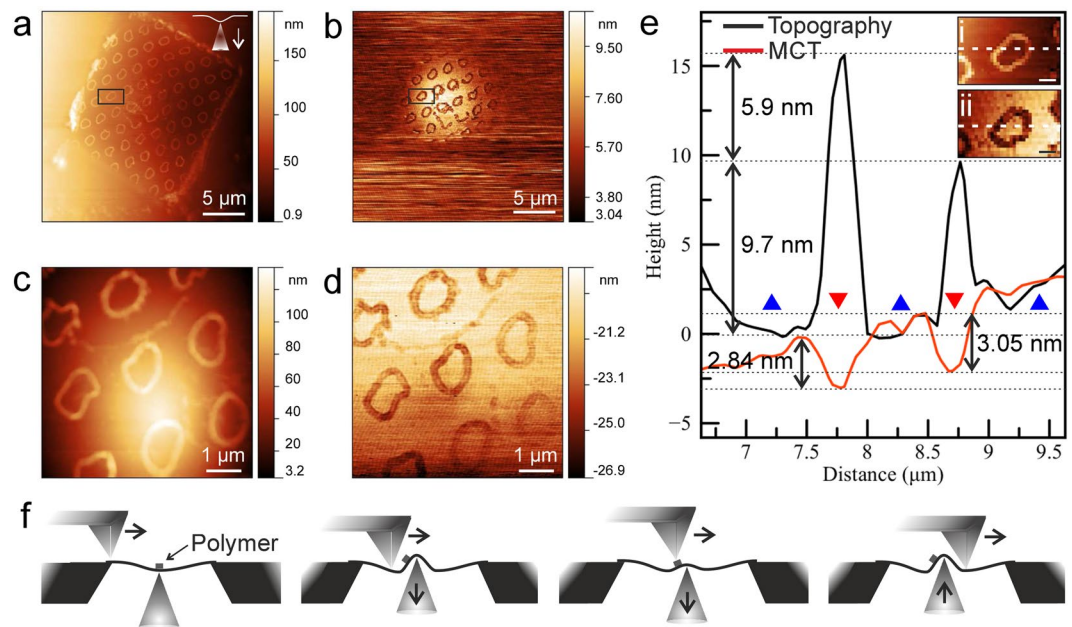 a
nm
150
100
50
0.9
5 µm
b
nm
9.50
7.60
5.70
3.80
3.04
5 µm
c
nm
100
80
60
40
20
3.2
1 µm
d
nm
-21.2
-23.1
-25.0
-26.9
1 µm
e
Topography
MCT
i
ii
15
10
5
0
−5
Height (nm)
5.9 nm
9.7 nm
2.84 nm
3.05 nm
7
7.5
8
8.5
9
9.5
Distance (µm)
f
Polymer